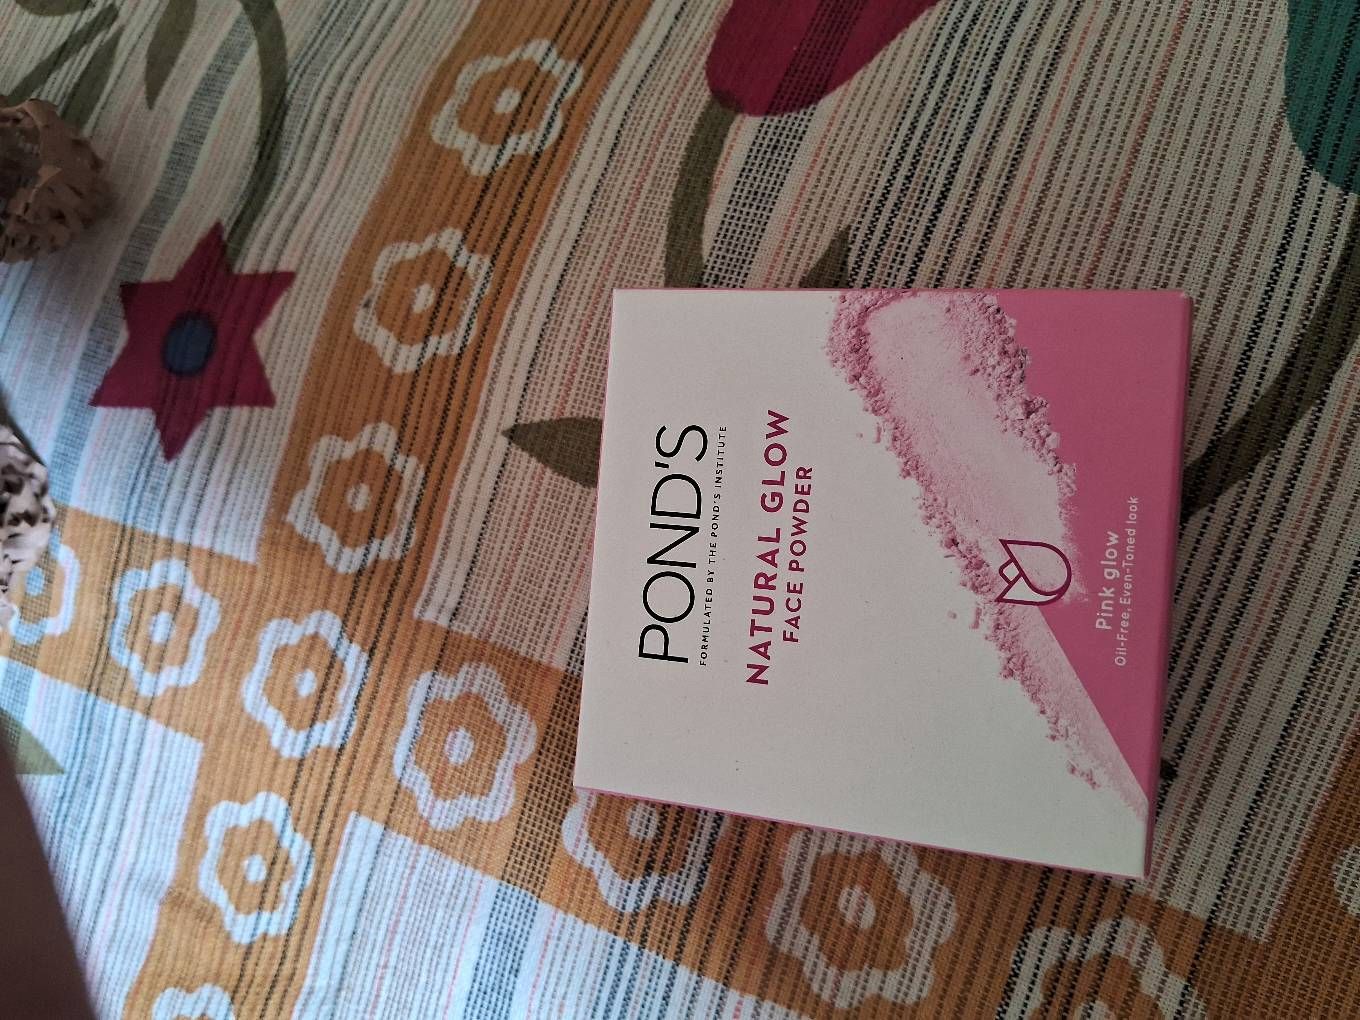 POND'S
FORMULATED BY THE POND'S INSTITUTE
NATURAL GLOW
FACE POWDER
Pink glow
Oil-Free, Even-Toned look